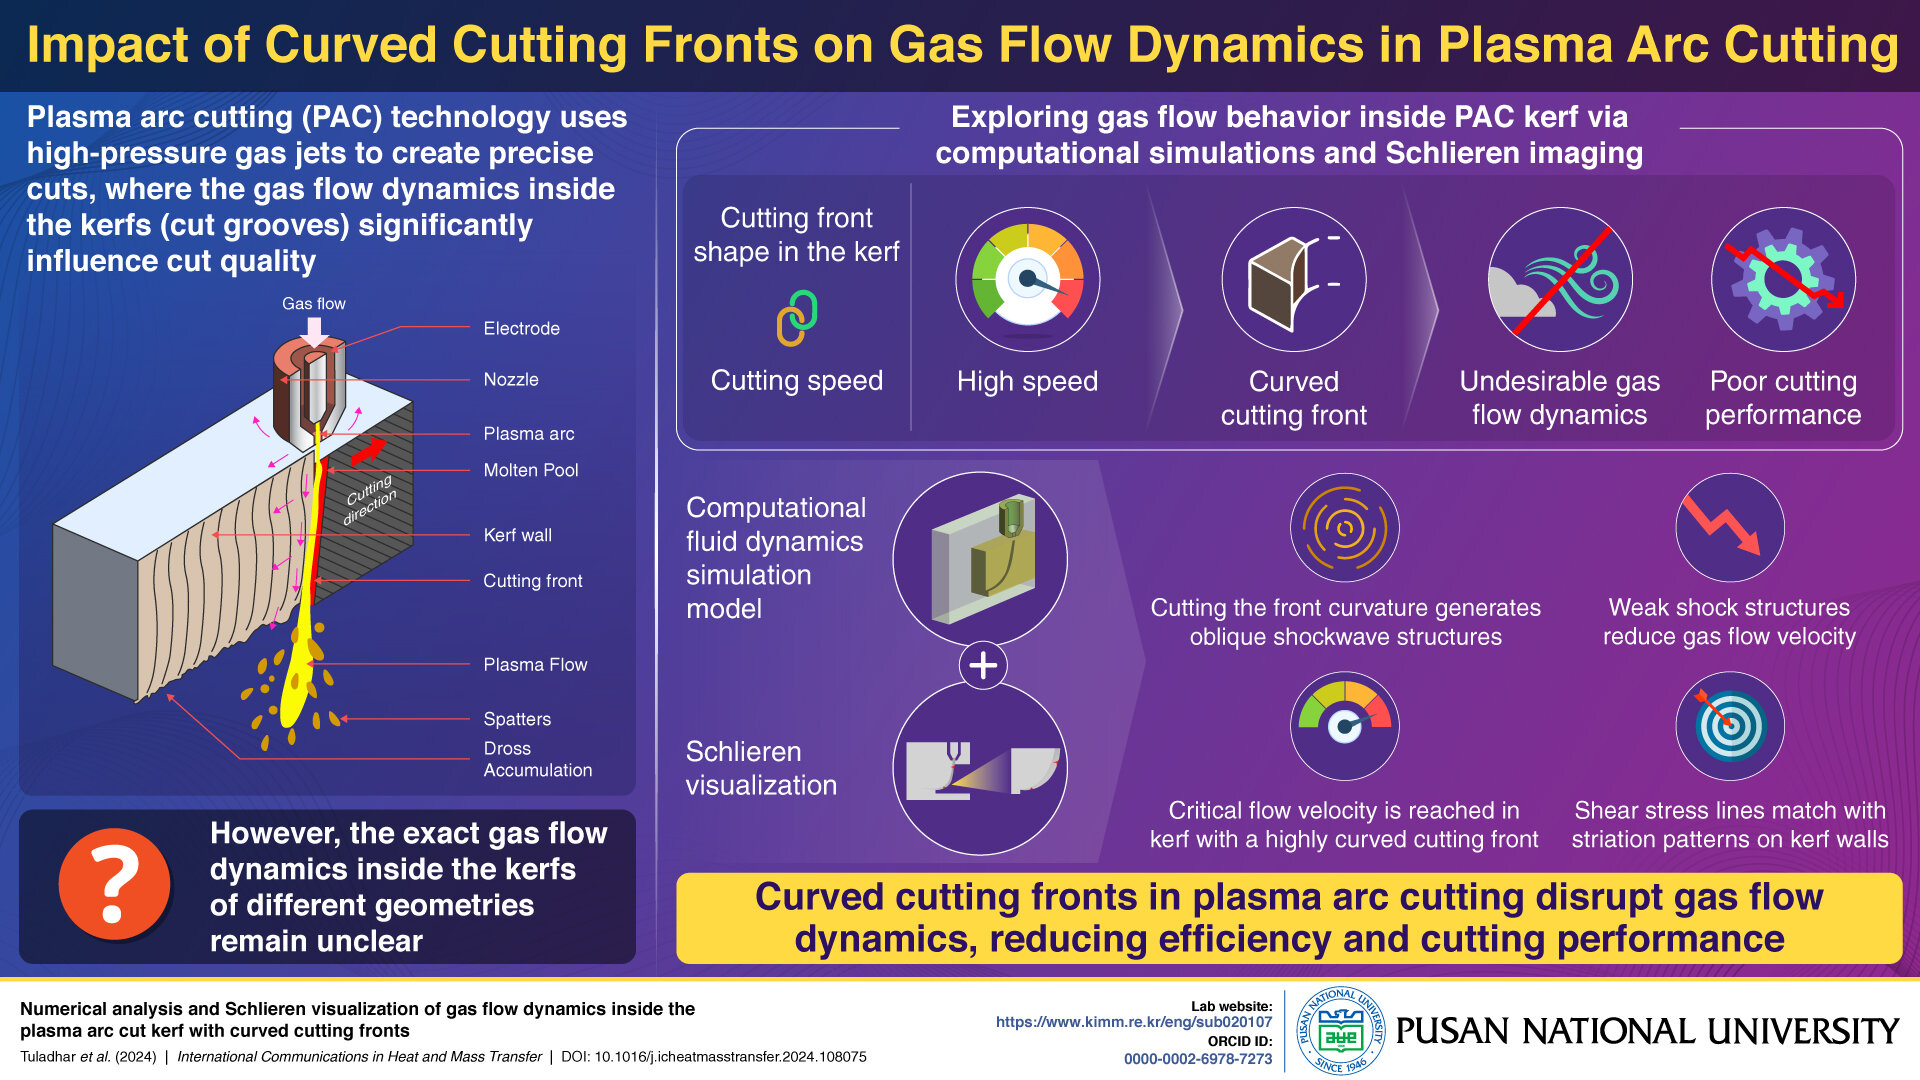 Impact of Curved Cutting Fronts on Gas Flow Dynamics in Plasma Arc Cutting
Plasma arc cutting (PAC) technology uses
high-pressure gas jets to create precise
cuts, where the gas flow dynamics inside
the kerfs (cut grooves) significantly
influence cut quality
Gas flow
Electrode
Nozzle
Plasma arc
Molten Pool
Cutting
direction
Kerf wall
Cutting front
Plasma Flow
Spatters
Dross
Accumulation
?
However, the exact gas flow
dynamics inside the kerfs
of different geometries
remain unclear
Exploring gas flow behavior inside PAC kerf via
computational simulations and Schlieren imaging
Cutting front
shape in the kerf
Cutting speed
High speed
Curved
cutting front
Undesirable gas
flow dynamics
Poor cutting
performance
Computational
fluid dynamics
simulation
model
+
Schlieren
visualization
Cutting the front curvature generates
oblique shockwave structures
Weak shock structures
reduce gas flow velocity
Critical flow velocity is reached in
kerf with a highly curved cutting front
Shear stress lines match with
striation patterns on kerf walls
Curved cutting fronts in plasma arc cutting disrupt gas flow
dynamics, reducing efficiency and cutting performance
Numerical analysis and Schlieren visualization of gas flow dynamics inside the
plasma arc cut kerf with curved cutting fronts
Tuladhar et al. (2024) | International Communications in Heat and Mass Transfer | DOI: 10.1016/j.icheatmasstransfer.2024.108075
Lab website:
https://www.kimm.re.kr/eng/sub020107
ORCID ID:
0000-0002-6978-7273
PUSAN NATIONAL UNIVERSITY
SINCE 1946
PUSAN NATIONAL UNIVERSITY